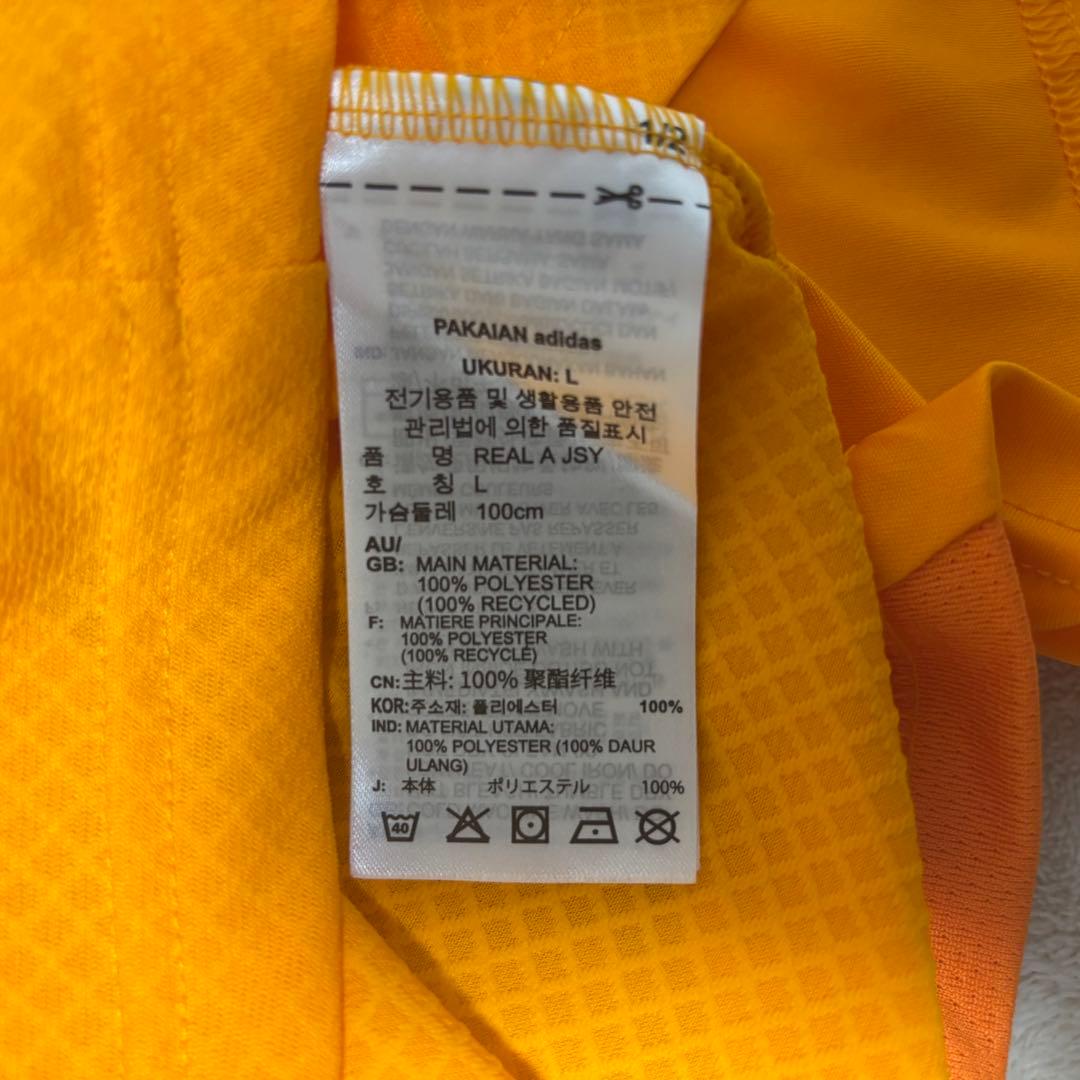 1/2
PAKAIAN adidas
UKURAN: L
전기용품 및 생활용품 안전
관리법에 의한 품질표시
품 명 REAL A JSY
호 칭 L
가슴둘레 100cm
AU/
GB: MAIN MATERIAL:
100% POLYESTER
(100% RECYCLED)
F: MATIERE PRINCIPALE:
100% POLYESTER
(100% RECYCLÉ)
CN: 主料: 100% 聚酯纤维
KOR: 주소재: 폴리에스터 100%
IND: MATERIAL UTAMA:
100% POLYESTER (100% DAUR
ULANG)
J: 本体 ポリエステル 100%
40